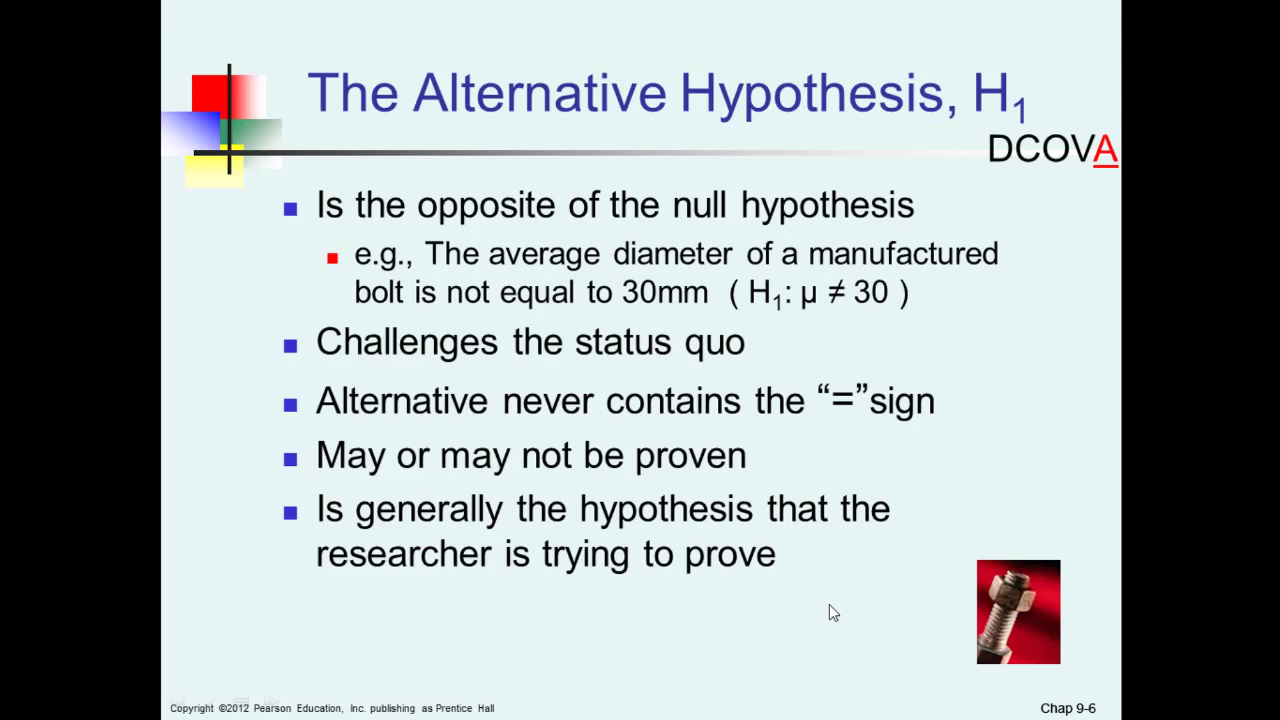 The Alternative Hypothesis, H₁
DCOVA
Is the opposite of the null hypothesis
e.g., The average diameter of a manufactured
bolt is not equal to 30mm ( H₁: μ ≠ 30 )
Challenges the status quo
Alternative never contains the “=”sign
May or may not be proven
Is generally the hypothesis that the
researcher is trying to prove
Copyright ©2012 Pearson Education, Inc. publishing as Prentice Hall
Chap 9-6